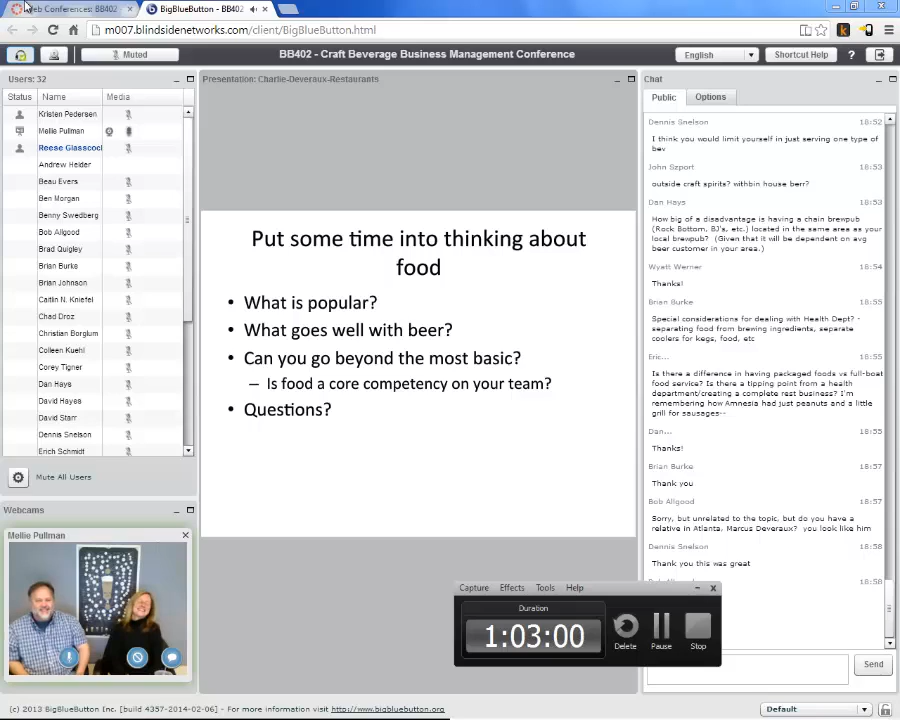 Web Conferences: BB402
BigBlueButton - BB402
m007.blindsidenetworks.com/client/BigBlueButton.html
Muted
BB402 - Craft Beverage Business Management Conference
English
Shortcut Help
?
Users: 32
Status Name Media
Kristen Pedersen
Mellie Pullman
Reese Glasscock
Andrew Helder
Beau Evers
Ben Morgan
Benny Swedberg
Bob Allgood
Brad Quigley
Brian Burke
Brian Johnson
Caitlin N. Kniefel
Chad Droz
Christian Borglum
Colleen Kuehl
Corey Tigner
Dan Hays
David Hayes
David Starr
Dennis Snelson
Erich Schmidt
Mute All Users
Webcams
Mellie Pullman
Presentation: Charlie-Deveraux-Restaurants
Put some time into thinking about
food
• What is popular?
• What goes well with beer?
• Can you go beyond the most basic?
– Is food a core competency on your team?
• Questions?
Capture Effects Tools Help
Duration
1:03:00
Delete
Pause
Stop
Chat
Public
Options
Dennis Snelson 18:52
I think you would limit yourself in just serving one type of
bev
John Szport 18:53
outside craft spirits? withbin house berr?
Dan Hays 18:53
How big of a disadvantage is having a chain brewpub
(Rock Bottom, BJ's, etc.) located in the same area as your
local brewpub? (Given that it will be dependent on avg
beer customer in your area.)
Wyatt Werner 18:54
Thanks!
Brian Burke 18:55
Special considerations for dealing with Health Dept? -
separating food from brewing ingredients, separate
coolers for kegs, food, etc
Eric... 18:55
Is there a difference in having packaged foods vs full-boat
food service? Is there a tipping point from a health
department/creating a complete rest business? I'm
remembering how Amnesia had just peanuts and a little
grill for sausages--
Dan... 18:55
Thanks!
Brian Burke 18:57
Thank you
Bob Allgood 18:57
Sorry, but unrelated to the topic, but do you have a
relative in Atlanta, Marcus Deveraux? you look like him
Dennis Snelson 18:58
Thank you this was great
18:58
Send
(c) 2013 BigBlueButton Inc. [build 4357-2014-02-06] - For more information visit http://www.bigbluebutton.org
Default